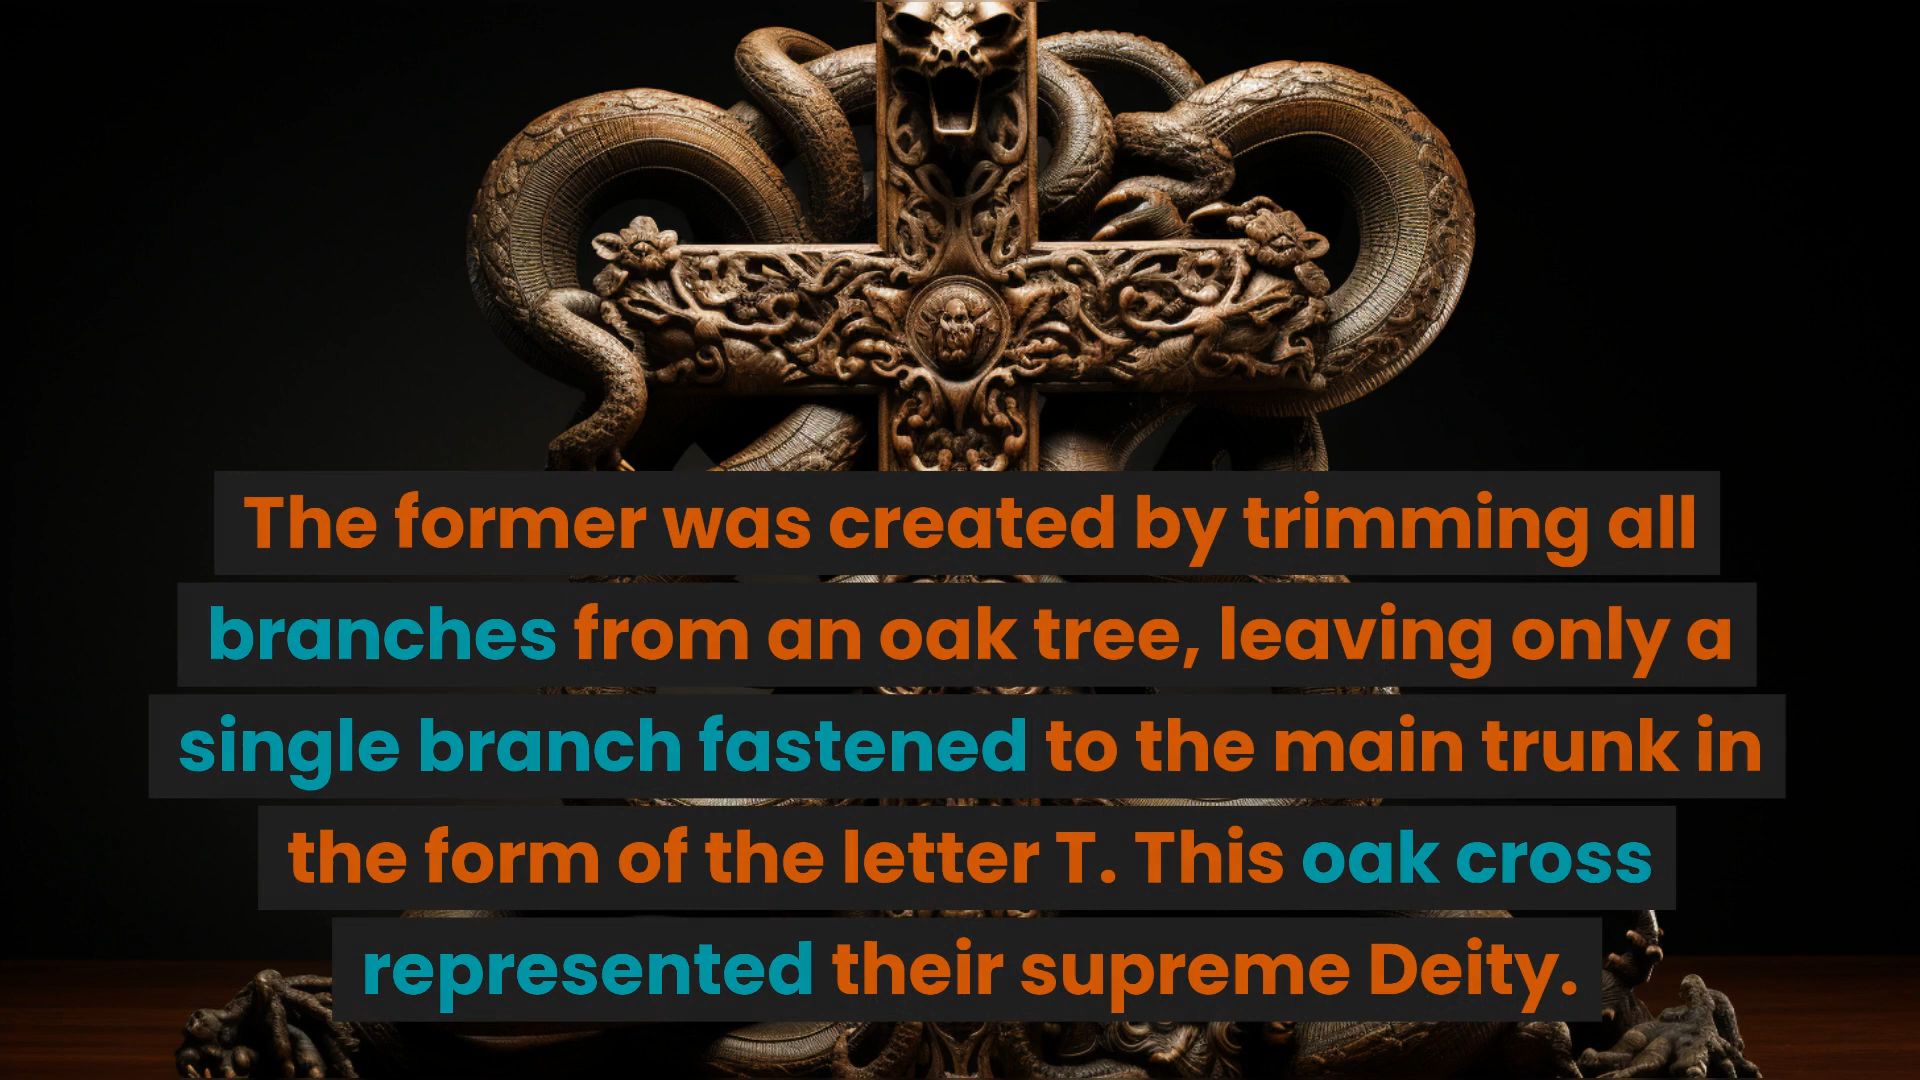 The former was created by trimming all
branches from an oak tree, leaving only a
single branch fastened to the main trunk in
the form of the letter T. This oak cross
represented their supreme Deity.